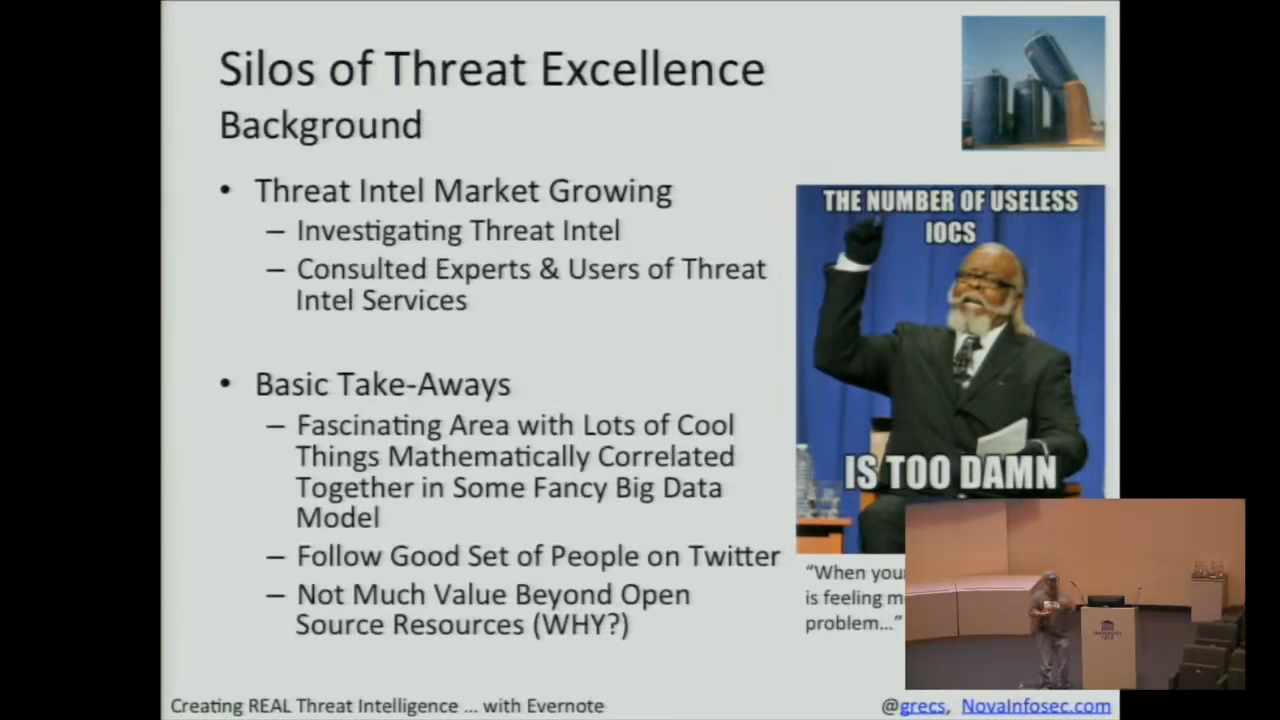 Silos of Threat Excellence
Background
• Threat Intel Market Growing
– Investigating Threat Intel
– Consulted Experts & Users of Threat
Intel Services
• Basic Take-Aways
– Fascinating Area with Lots of Cool
Things Mathematically Correlated
Together in Some Fancy Big Data
Model
– Follow Good Set of People on Twitter
– Not Much Value Beyond Open
Source Resources (WHY?)
THE NUMBER OF USELESS
IOCS
IS TOO DAMN
“When your
is feeling
problem...”
Creating REAL Threat Intelligence ... with Evernote
@grecs, NovaInfosec.com